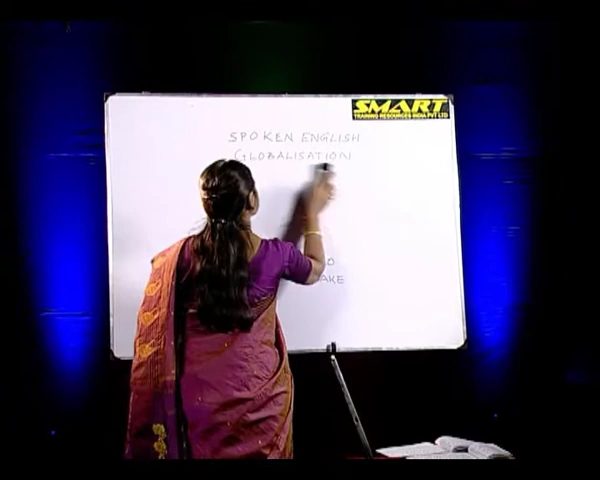 SMART
TRAINING RESOURCES INDIA PVT LTD
SPOKEN ENGLISH
GLOBALISATION